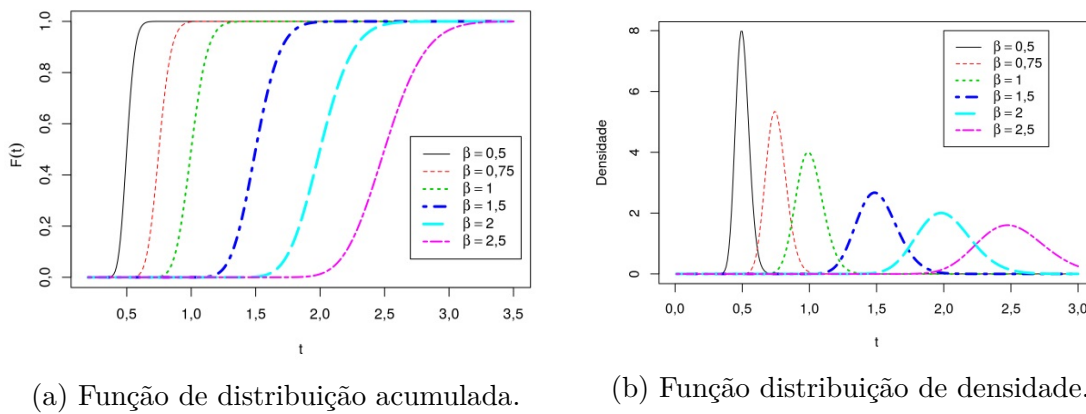 F(t)
1,0
0,8
0,6
0,4
0,2
0,0
β = 0,5
β = 0,75
β = 1
β = 1,5
β = 2
β = 2,5
0,5 1,0 1,5 2,0 2,5 3,0 3,5
t
(a) Função de distribuição acumulada.
Densidade
8
6
4
2
0
β = 0,5
β = 0,75
β = 1
β = 1,5
β = 2
β = 2,5
0,0 0,5 1,0 1,5 2,0 2,5 3,0
t
(b) Função distribuição de densidade.